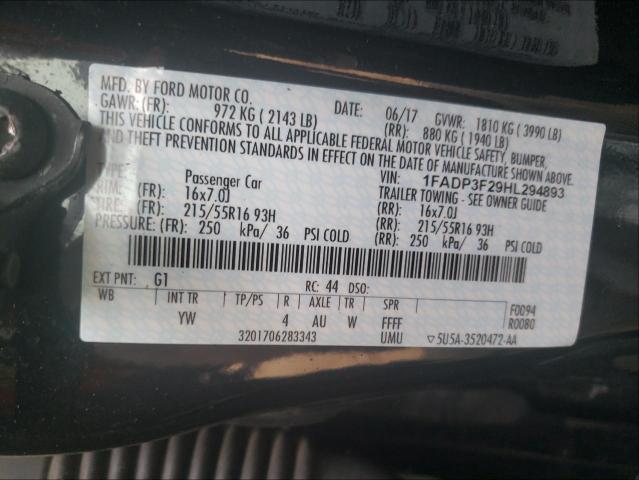 MFD. BY FORD MOTOR CO. DATE: 06/17 GVWR: 1810 KG ( 3990 LB)
GAWR: (FR): 972 KG ( 2143 LB) (RR): 880 KG ( 1940 LB)
THIS VEHICLE CONFORMS TO ALL APPLICABLE FEDERAL MOTOR VEHICLE SAFETY, BUMPER,
AND THEFT PREVENTION STANDARDS IN EFFECT ON THE DATE OF MANUFACTURE SHOWN ABOVE.
VIN: 1FADP3F29HL294893
TYPE: Passenger Car TRAILER TOWING - SEE OWNER GUIDE
RIM: (FR): 16x7.0J (RR): 16x7.0J
TIRE: (FR): 215/55R16 93H (RR): 215/55R16 93H
PRESSURE: (FR): 250 kPa/ 36 PSI COLD (RR): 250 kPa/ 36 PSI COLD
EXT PNT: G1 RC: 44 DSO:
WB INT TR TP/PS R AXLE TR SPR F0094
YW 4 AU W FFFF R0080
3201706283343 UMU ▽5U5A-3520472-AA